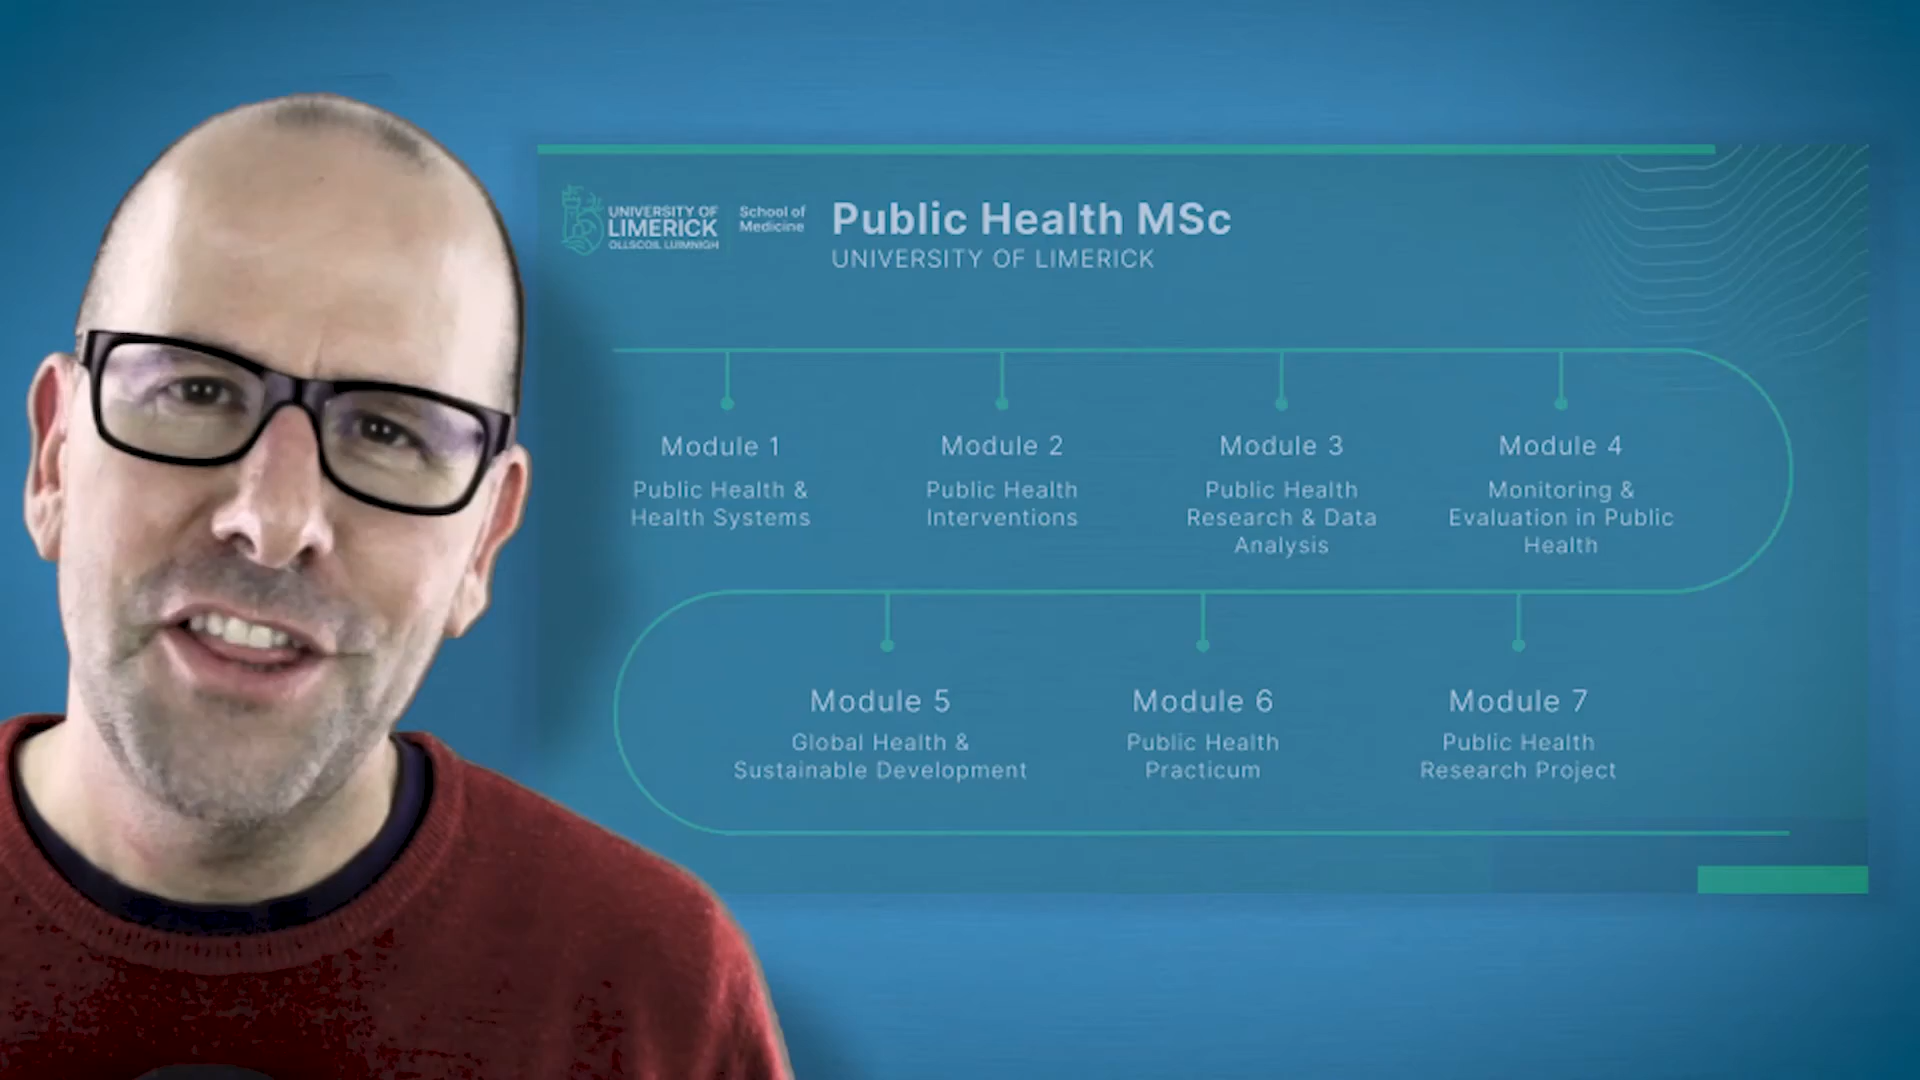 UNIVERSITY OF
LIMERICK
OLLSCOIL LUIMNIGH
School of
Medicine
Public Health MSc
UNIVERSITY OF LIMERICK
Module 1
Public Health &
Health Systems
Module 2
Public Health
Interventions
Module 3
Public Health
Research & Data
Analysis
Module 4
Monitoring &
Evaluation in Public
Health
Module 5
Global Health &
Sustainable Development
Module 6
Public Health
Practicum
Module 7
Public Health
Research Project